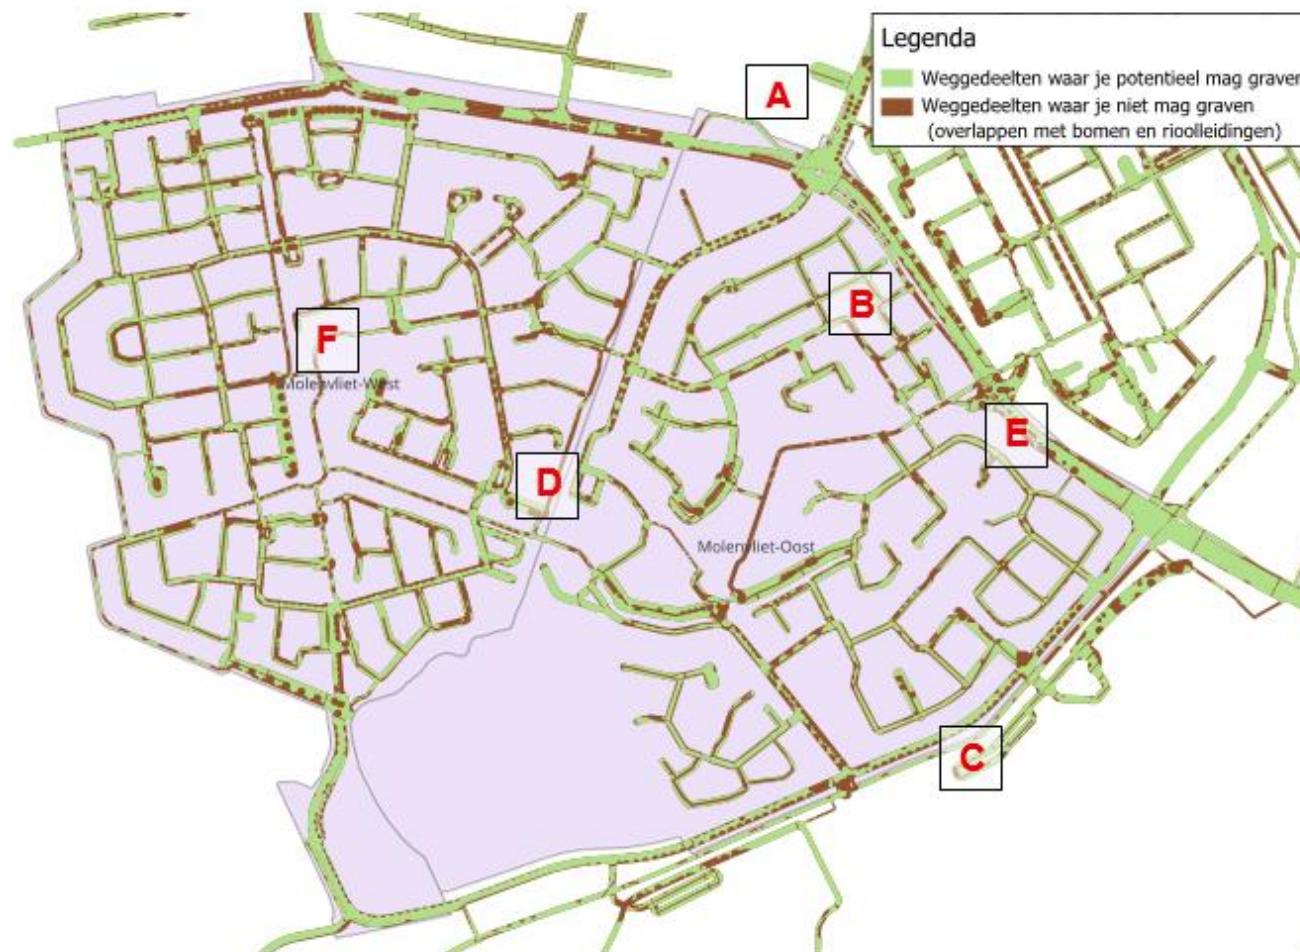 Legenda
Weggedeelten waar je potentieel mag graven
Weggedeelten waar je niet mag graven
(overlappen met bomen en rioolleidingen)
A
B
F
Molenvliet-West
E
D
Molenvliet-Oost
C